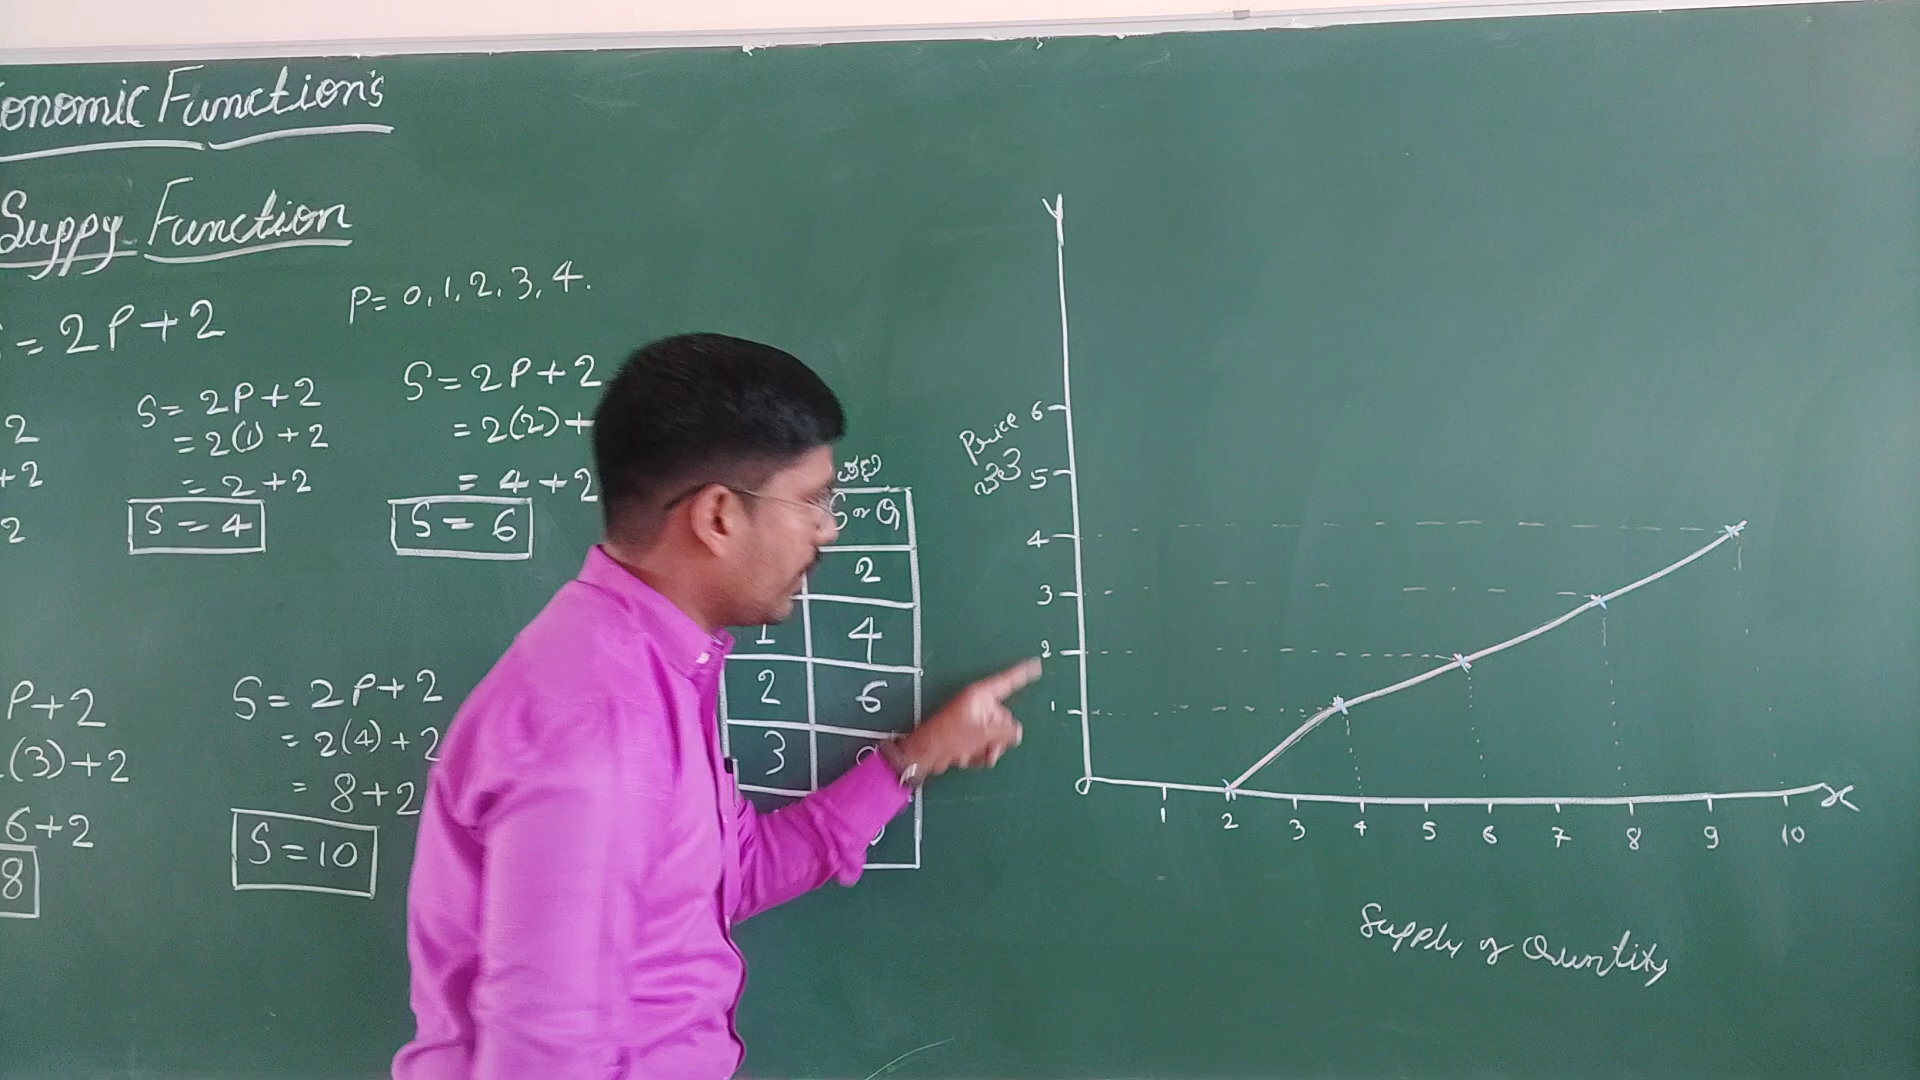 onomic Function's
Suppy Function
= 2P+2
P= 0, 1, 2, 3, 4.
2
+2
2
S= 2P+2
= 2(1) +2
= 2 +2
S = 4
S= 2P+2
= 2(2)+
= 4 +2
S = 6
P+2
(3)+2
6+2
8
S= 2P+2
= 2(4)+2
= 8+2
S=10
2
1 4
2 6
3
Y
Price
ಬೆಲೆ
6
5
4
3
2
1
0
1 2 3 4 5 6 7 8 9 10
x
Supply of Quntity